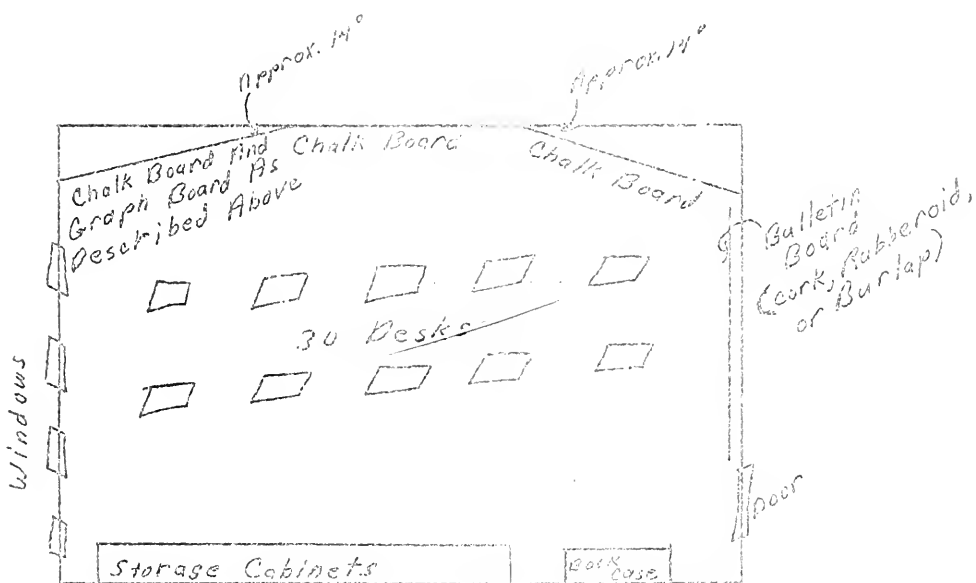 Approx. 14°
Approx. 14°
Chalk Board And
Graph Board As
Described Above
Chalk Board
Chalk Board
Bulletin
Board
(cork, Rubberoid,
or Burlap)
30 Desks
Windows
Door
Storage Cabinets
Book
Case